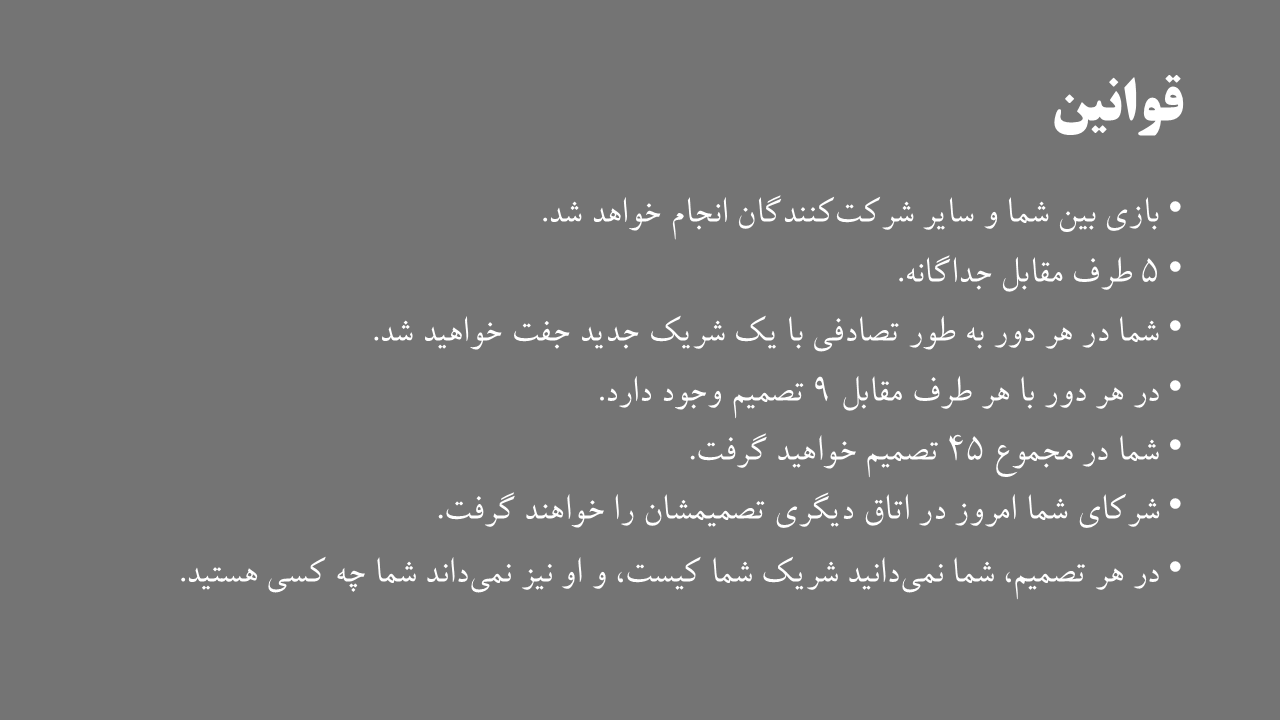 قوانین
• بازی بین شما و سایر شرکت‌کنندگان انجام خواهد شد.
• ۵ طرف مقابل جداگانه.
• شما در هر دور به طور تصادفی با یک شریک جدید جفت خواهید شد.
• در هر دور با هر طرف مقابل ۹ تصمیم وجود دارد.
• شما در مجموع ۴۵ تصمیم خواهید گرفت.
• شرکای شما امروز در اتاق دیگری تصمیمشان را خواهند گرفت.
• در هر تصمیم، شما نمی‌دانید شریک شما کیست، و او نیز نمی‌داند شما چه کسی هستید.